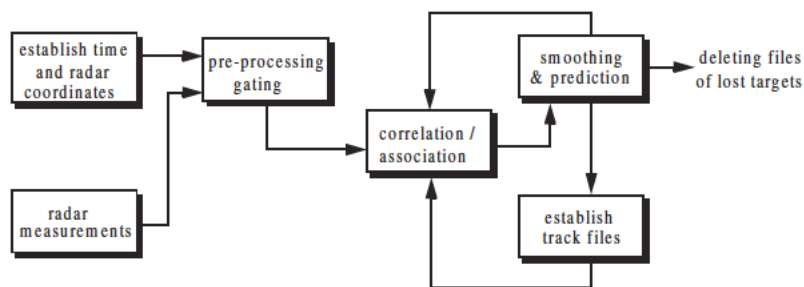 establish time
and radar
coordinates
pre-processing
gating
radar
measurements
correlation /
association
smoothing
& prediction
deleting files
of lost targets
establish
track files